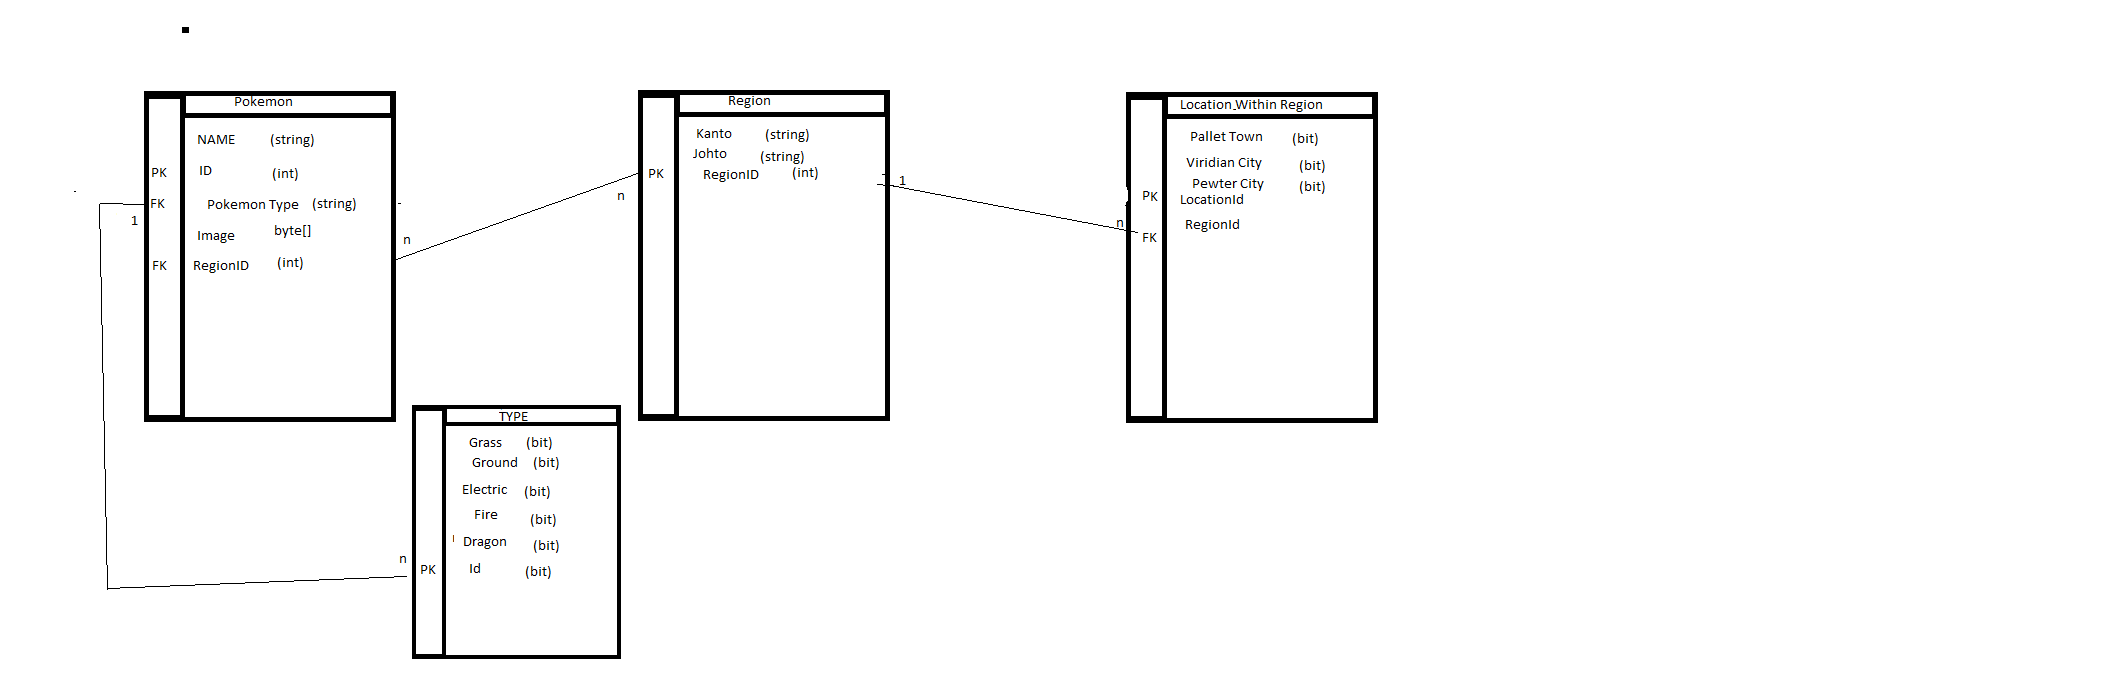 Pokemon
NAME (string)
PK ID (int)
FK Pokemon Type (string)
1
Image byte[]
n
FK RegionID (int)
Region
Kanto (string)
Johto (string)
PK RegionID (int)
n
1
Location_Within Region
Pallet Town (bit)
Viridian City (bit)
Pewter City (bit)
PK LocationId
n
RegionId
FK
TYPE
Grass (bit)
Ground (bit)
Electric (bit)
Fire (bit)
Dragon (bit)
n
PK Id (bit)